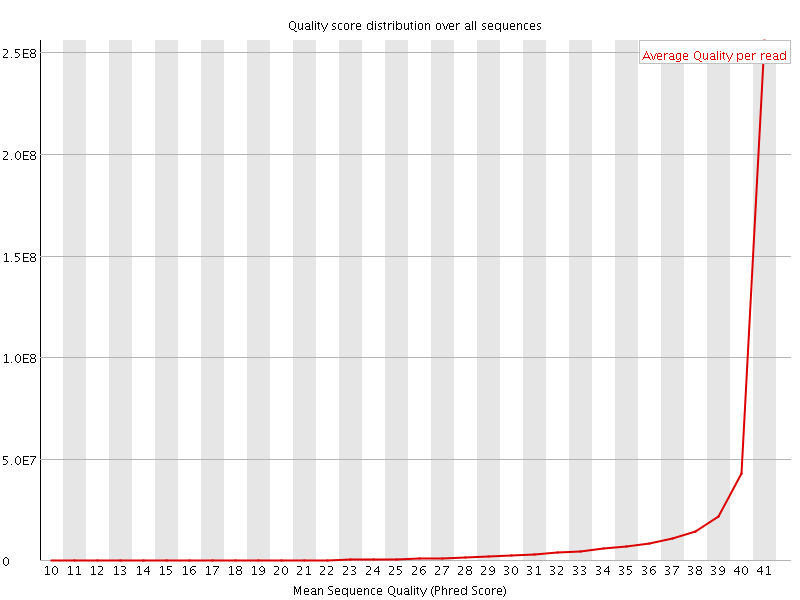 Quality score distribution over all sequences
Average Quality per read
2.5E8
2.0E8
1.5E8
1.0E8
5.0E7
0
10 11 12 13 14 15 16 17 18 19 20 21 22 23 24 25 26 27 28 29 30 31 32 33 34 35 36 37 38 39 40 41
Mean Sequence Quality (Phred Score)